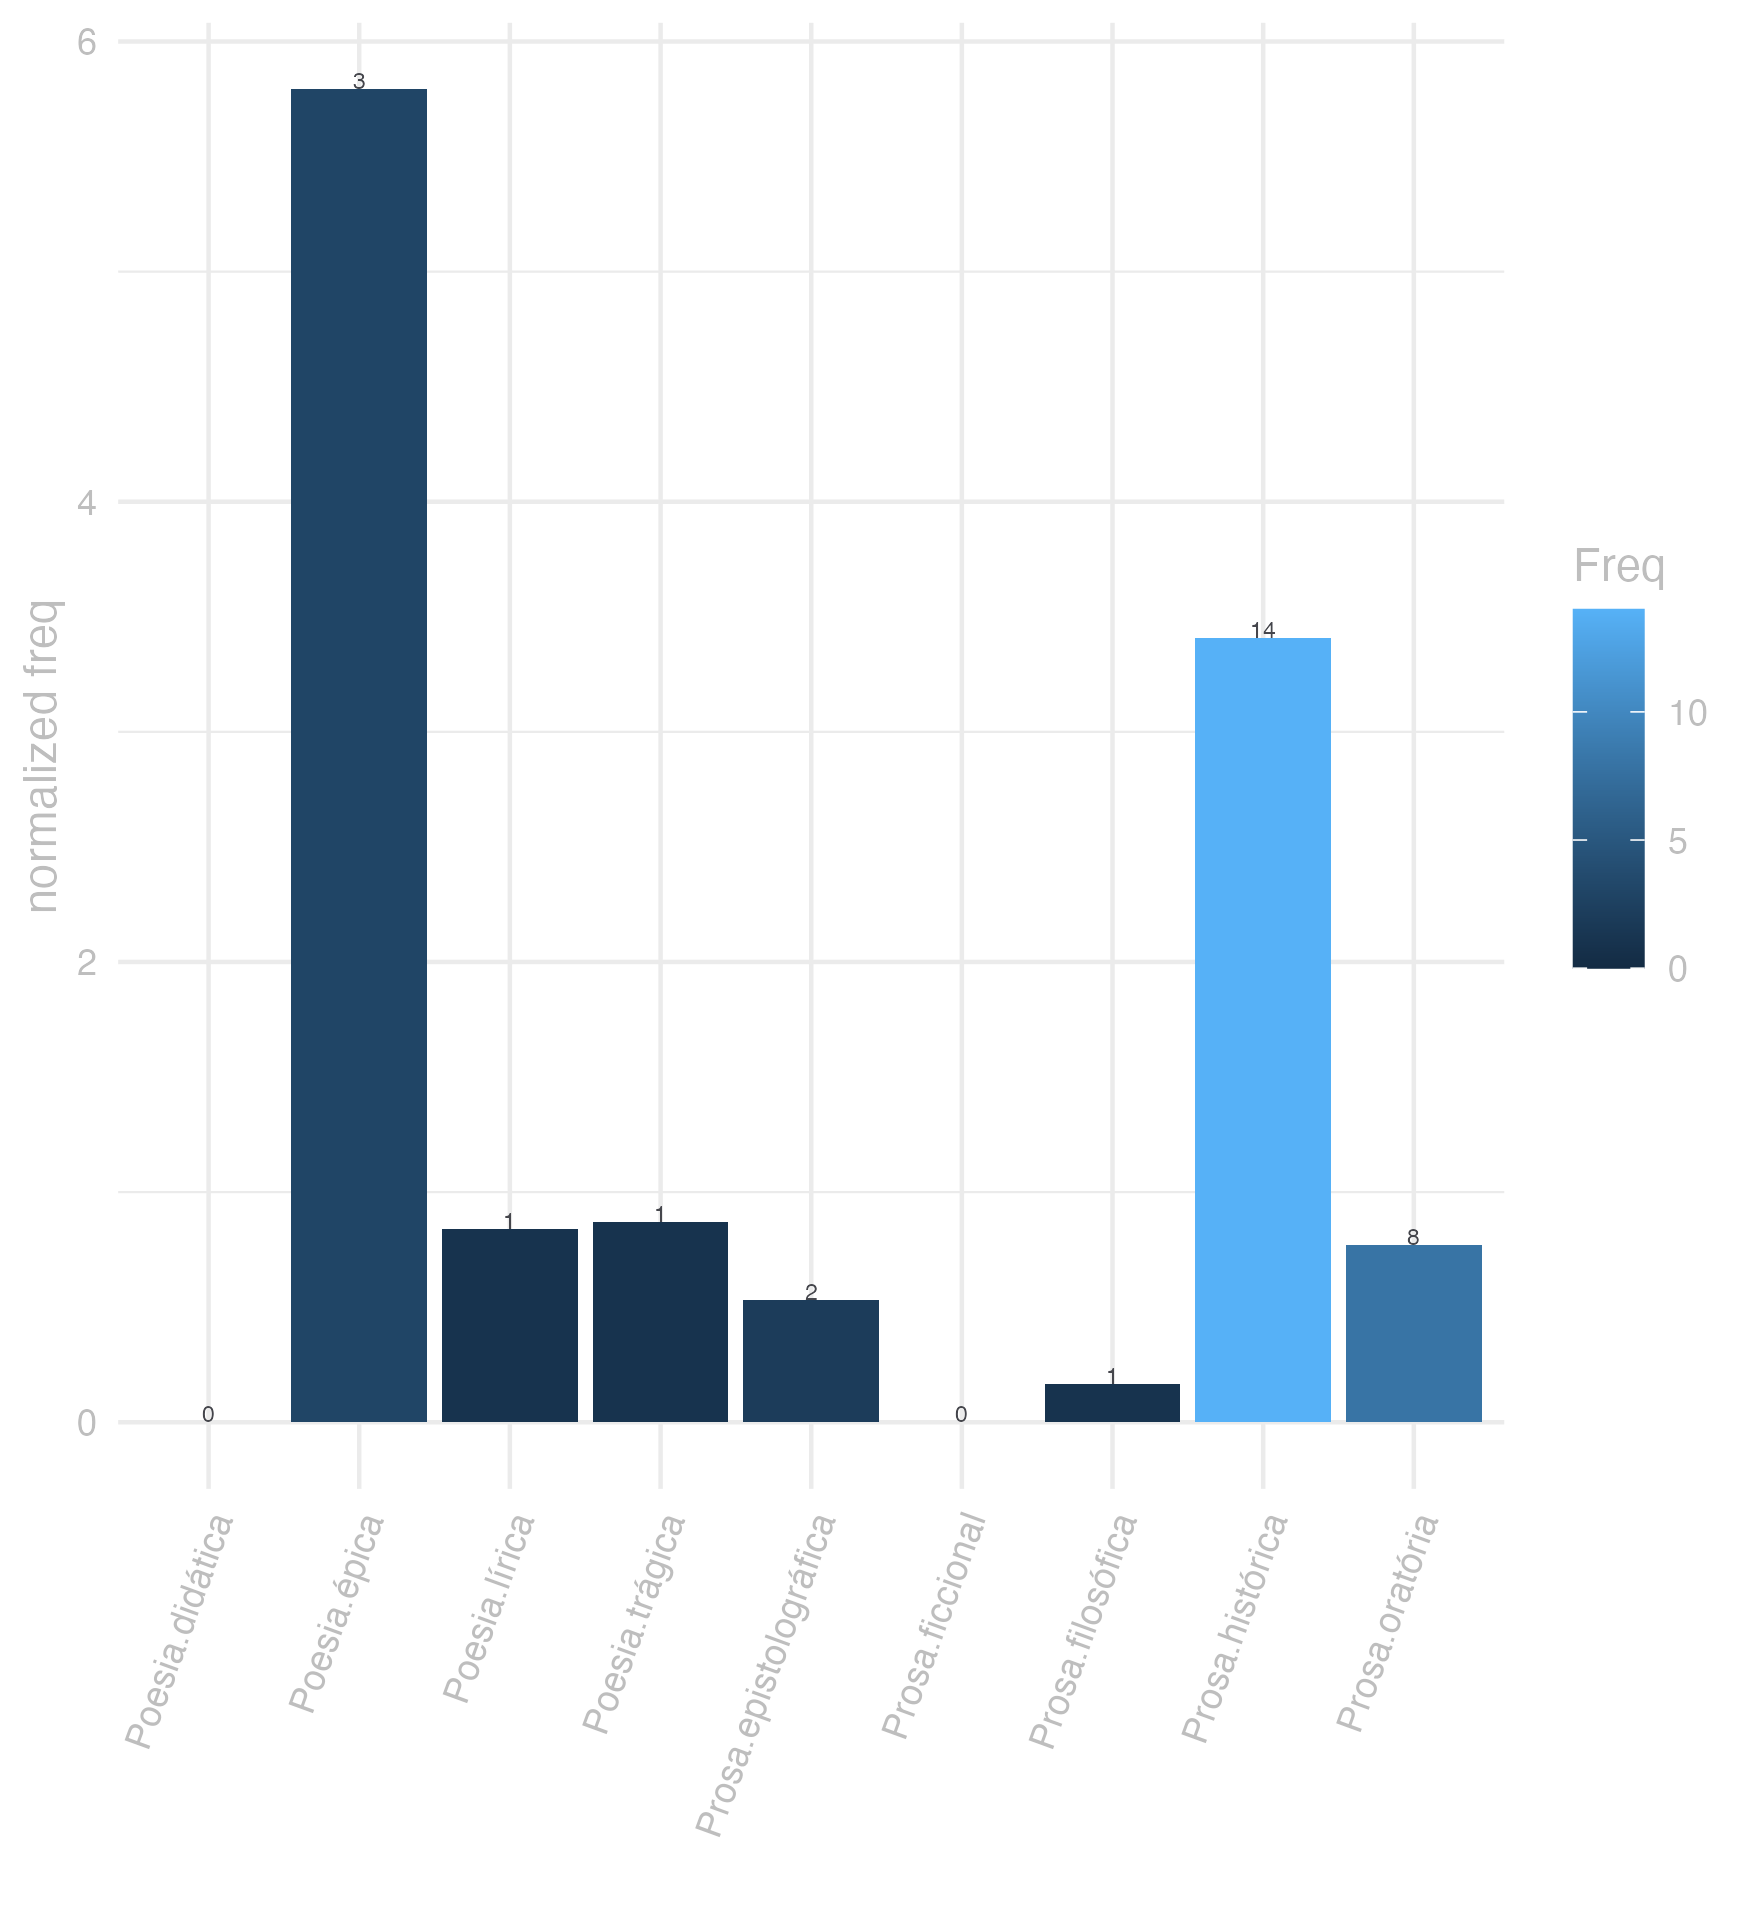 6
4
2
0
normalized freq
0
3
1
1
2
0
1
14
8
Poesia.didática
Poesia.épica
Poesia.lírica
Poesia.trágica
Prosa.epistolográfica
Prosa.ficcional
Prosa.filosófica
Prosa.histórica
Prosa.oratória
Freq
10
5
0